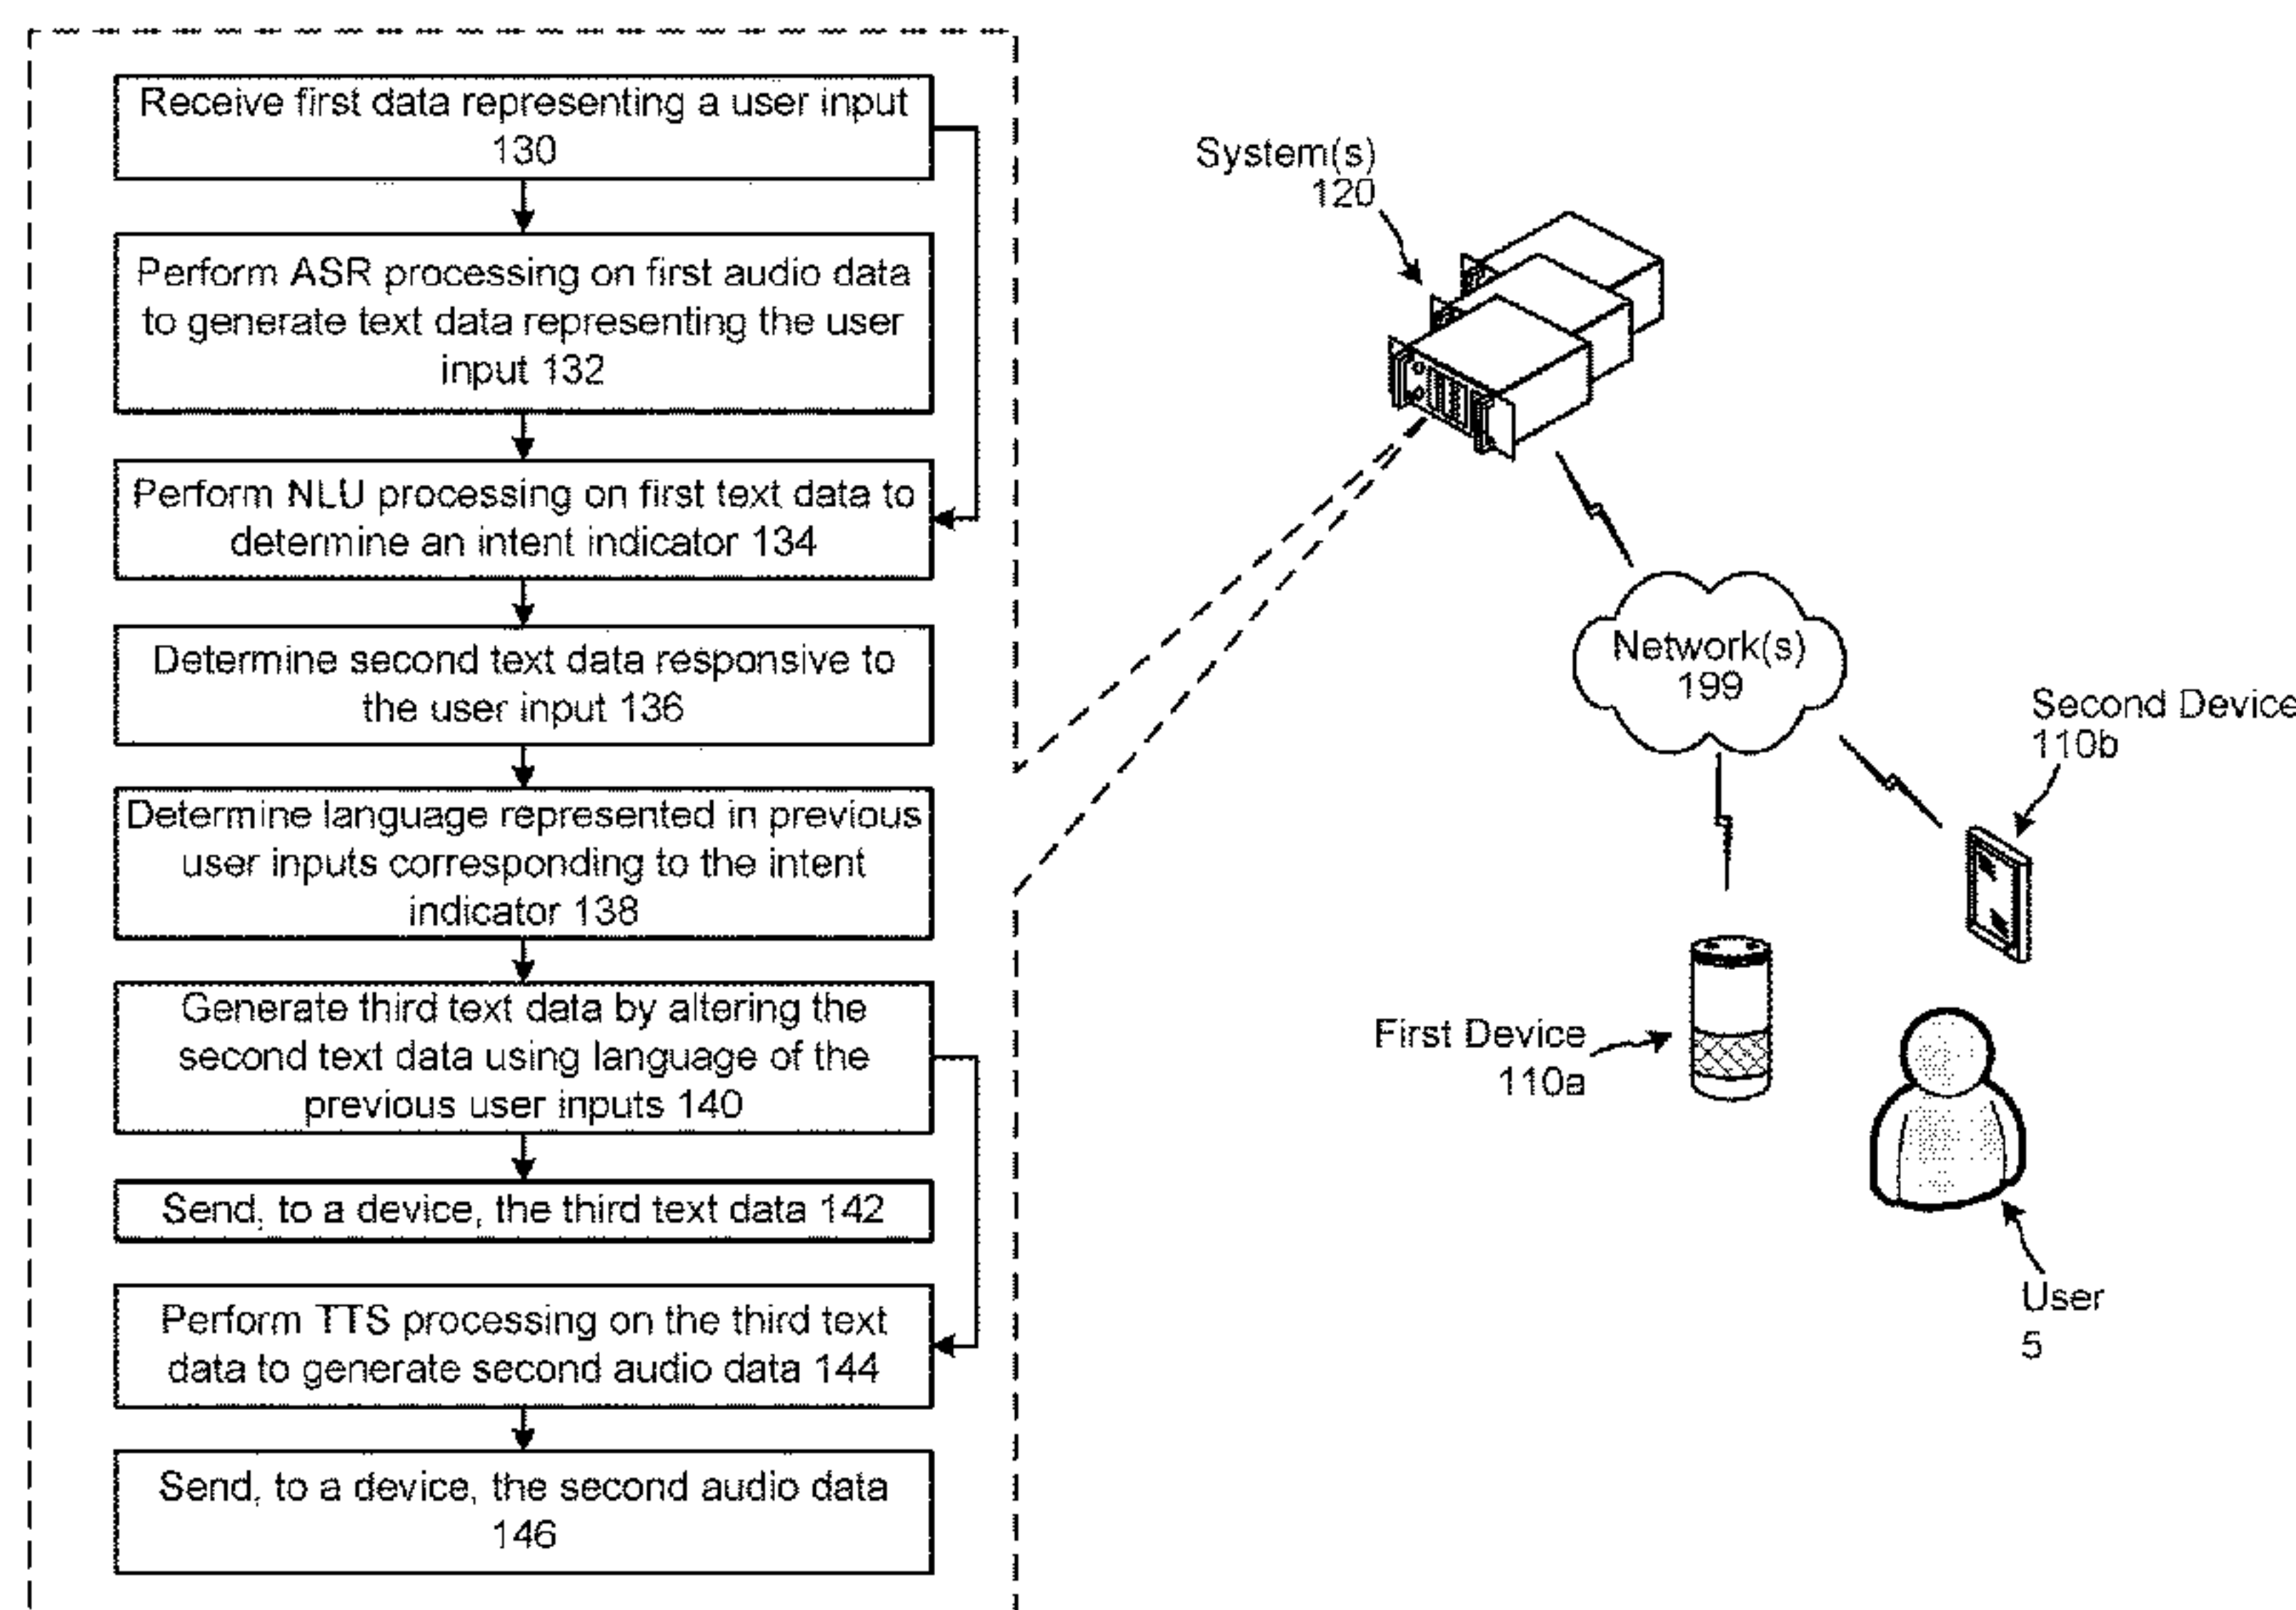 Receive first data representing a user input
130
Perform ASR processing on first audio data
to generate text data representing the user
input 132
Perform NLU processing on first text data to
determine an intent indicator 134
Determine second text data responsive to
the user input 136
Determine language represented in previous
user inputs corresponding to the intent
indicator 138
Generate third text data by altering the
second text data using language of the
previous user inputs 140
Send, to a device, the third text data 142
Perform TTS processing on the third text
data to generate second audio data 144
Send, to a device, the second audio data
146
System(s)
120
Network(s)
199
Second Device
110b
First Device
110a
User
5